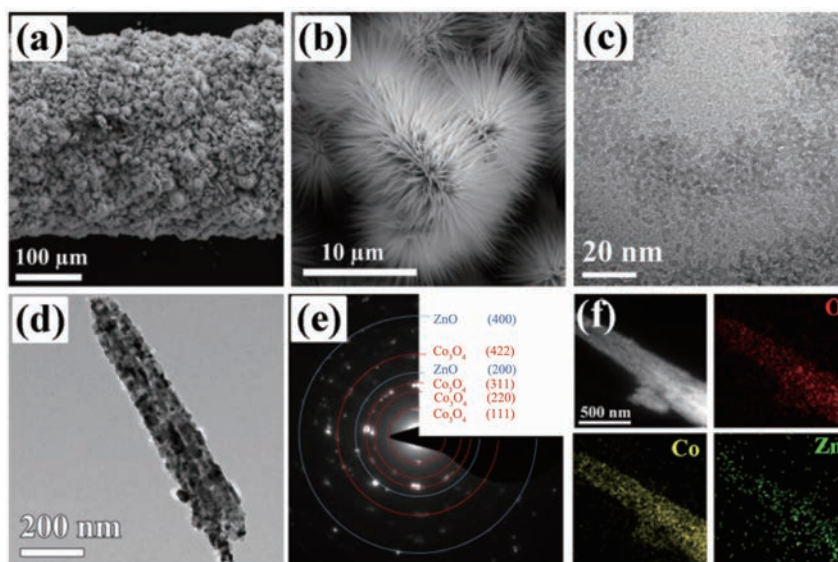 (a)
100 µm
(b)
10 µm
(c)
20 nm
(d)
200 nm
(e)
ZnO (400)
Co₃O₄ (422)
ZnO (200)
Co₃O₄ (311)
Co₃O₄ (220)
Co₃O₄ (111)
(f)
500 nm
O
Co
Zn